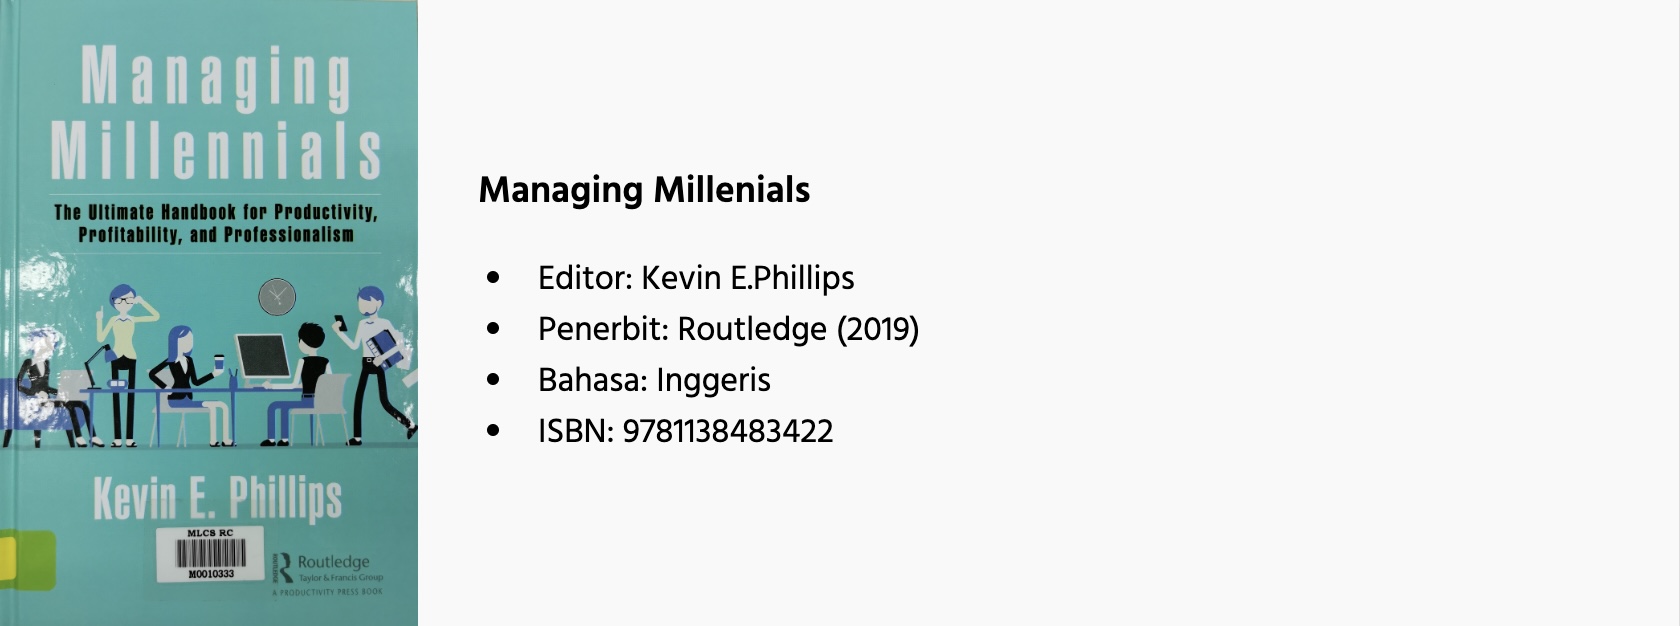 Managing
Millennials
The Ultimate Handbook for Productivity,
Profitability, and Professionalism
Kevin E. Phillips
MLCS RC
M0010333
ROUTLEDGE
Routledge
Taylor & Francis Group
A PRODUCTIVITY PRESS BOOK
Managing Millenials
• Editor: Kevin E.Phillips
• Penerbit: Routledge (2019)
• Bahasa: Inggeris
• ISBN: 9781138483422